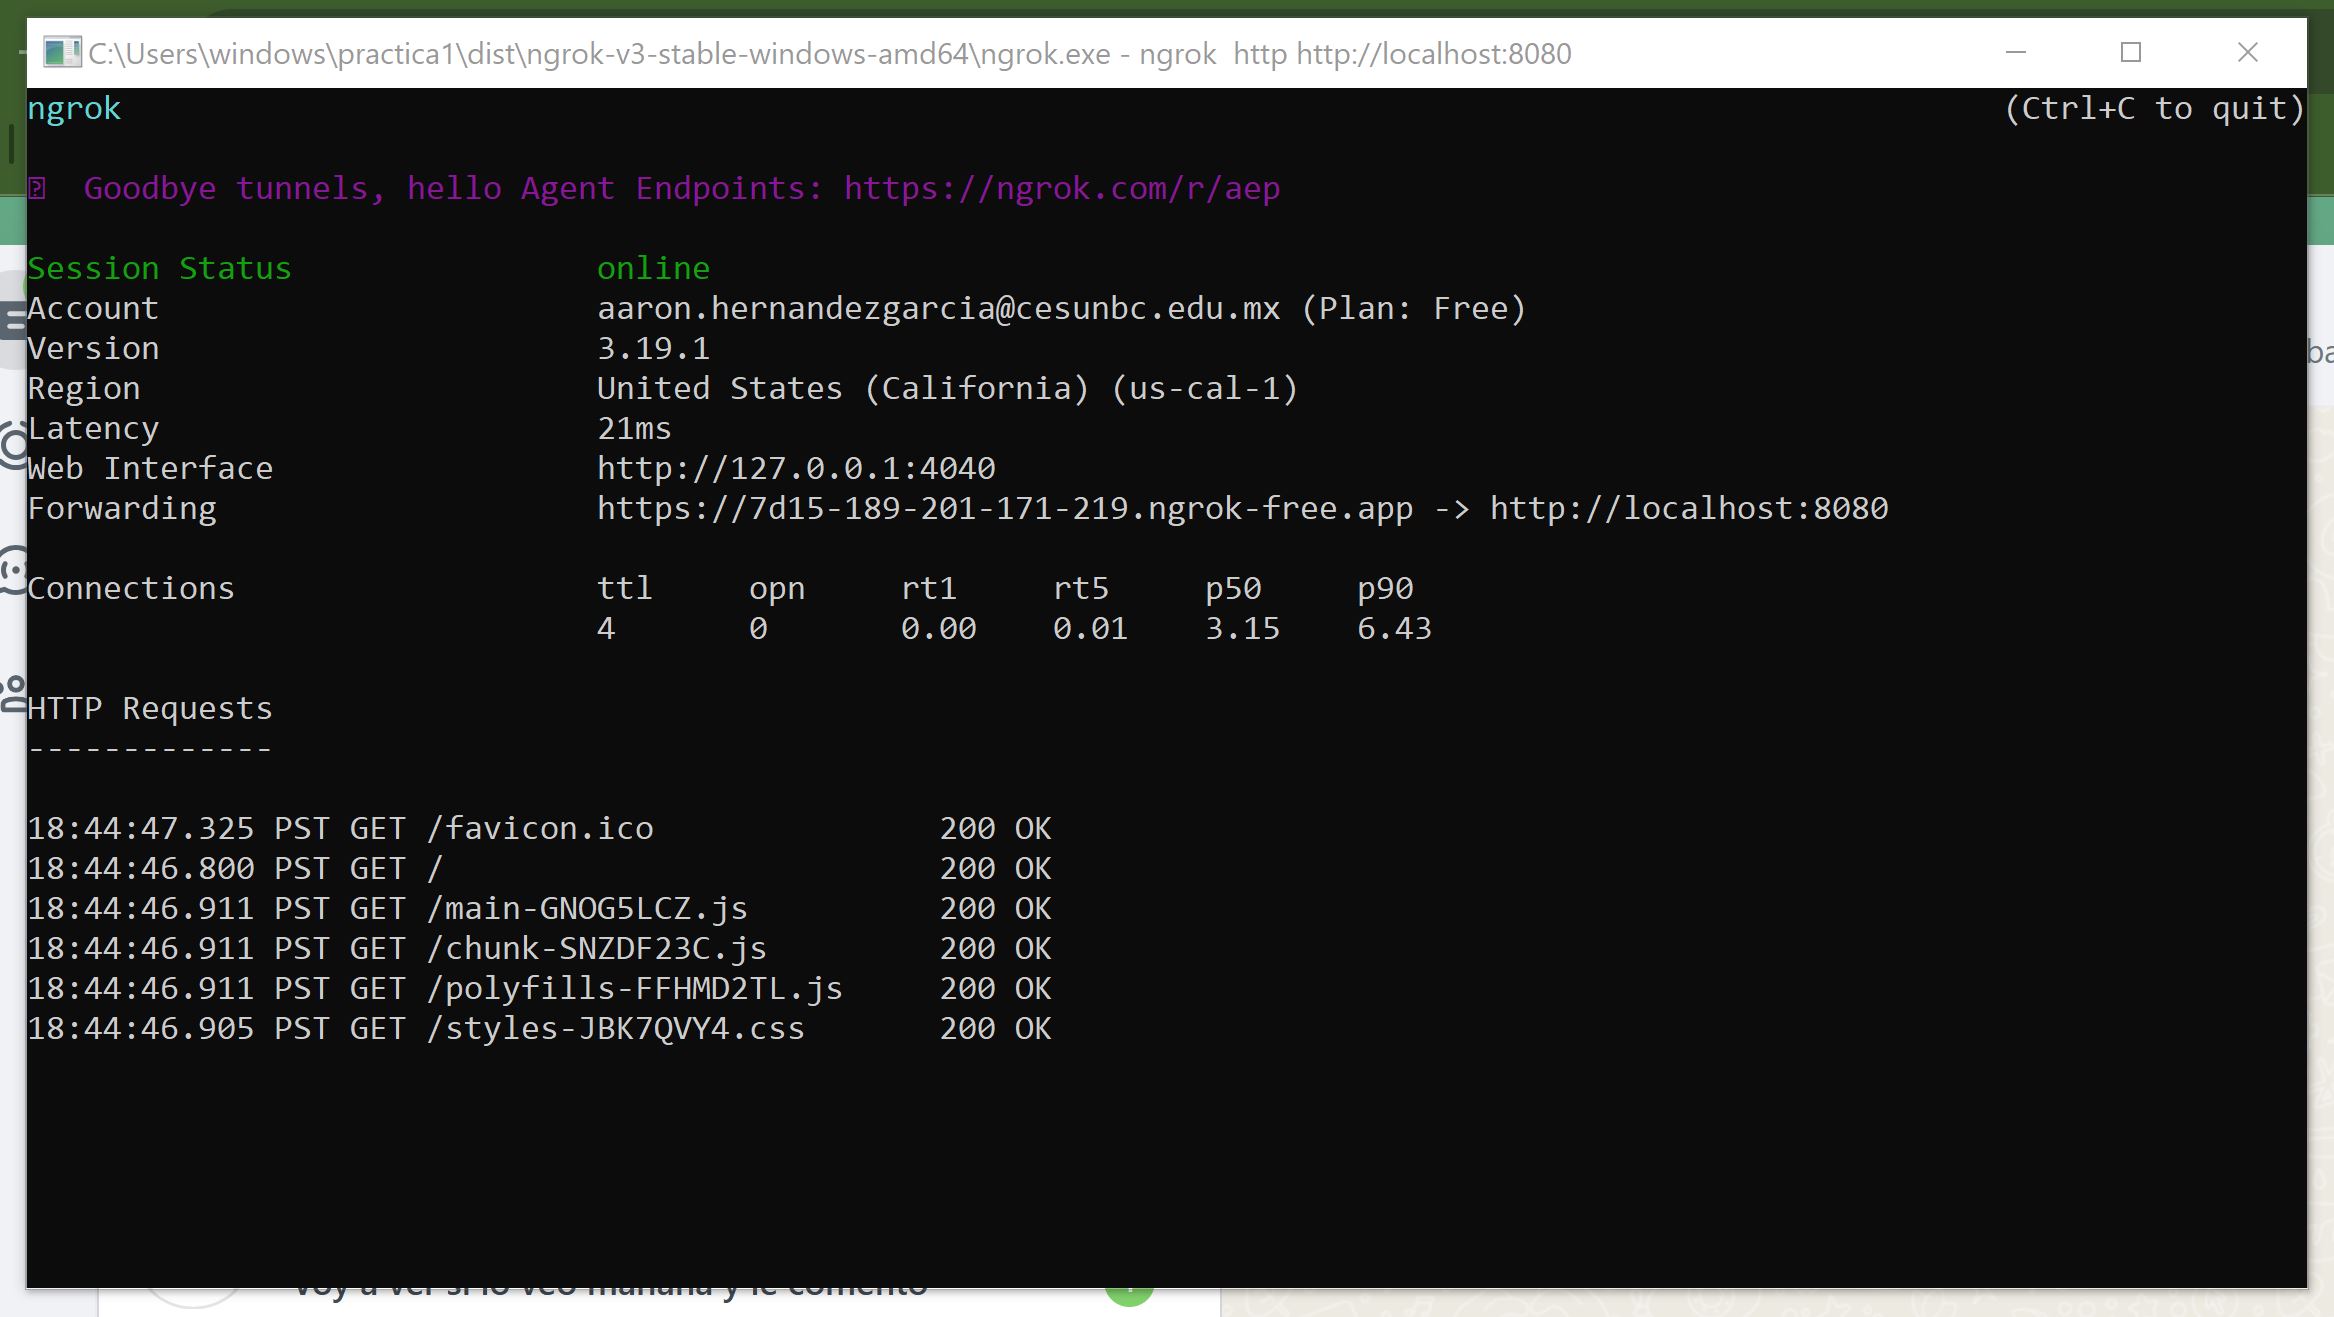 C:\Users\windows\practica1\dist\ngrok-v3-stable-windows-amd64\ngrok.exe - ngrok  http http://localhost:8080
ngrok (Ctrl+C to quit)
Goodbye tunnels, hello Agent Endpoints: https://ngrok.com/r/aep
Session Status online
Account aaron.hernandezgarcia@cesunbc.edu.mx (Plan: Free)
Version 3.19.1
Region United States (California) (us-cal-1)
Latency 21ms
Web Interface http://127.0.0.1:4040
Forwarding https://7d15-189-201-171-219.ngrok-free.app -> http://localhost:8080
Connections ttl opn rt1 rt5 p50 p90
4 0 0.00 0.01 3.15 6.43
HTTP Requests
-------------
18:44:47.325 PST GET /favicon.ico 200 OK
18:44:46.800 PST GET / 200 OK
18:44:46.911 PST GET /main-GNOG5LCZ.js 200 OK
18:44:46.911 PST GET /chunk-SNZDF23C.js 200 OK
18:44:46.911 PST GET /polyfills-FFHMD2TL.js 200 OK
18:44:46.905 PST GET /styles-JBK7QVY4.css 200 OK
voy a ver si lo veo mañana y le comento